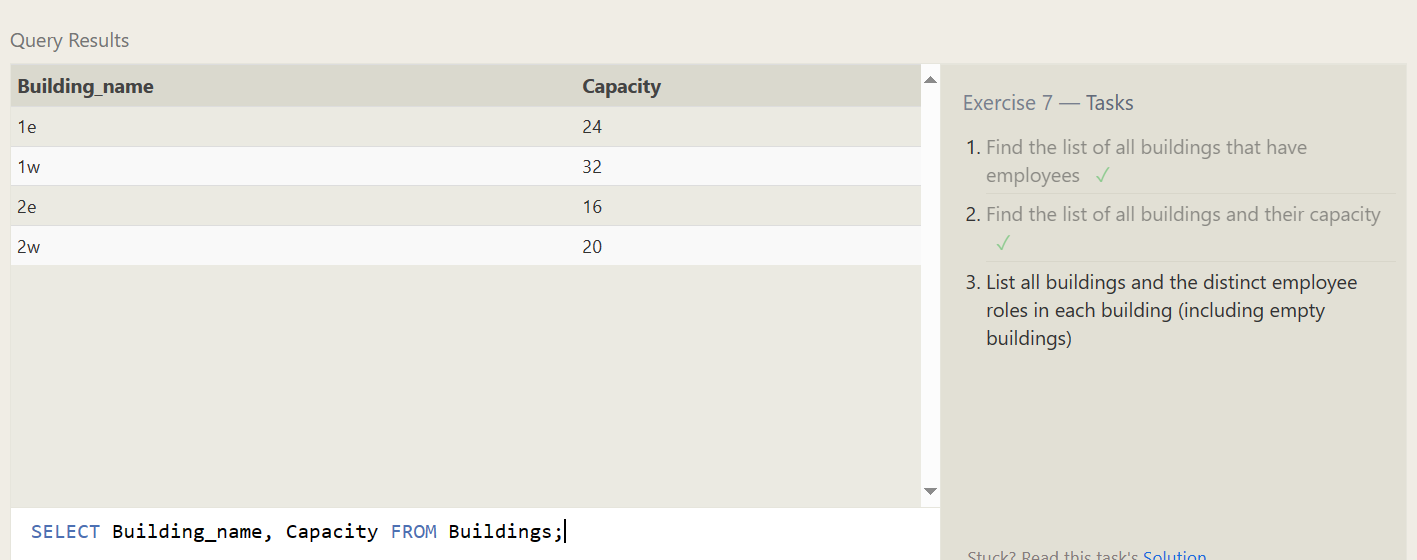 Query Results
Building_name Capacity
1e 24
1w 32
2e 16
2w 20
SELECT Building_name, Capacity FROM Buildings;
Exercise 7 — Tasks
1. Find the list of all buildings that have
employees ✓
2. Find the list of all buildings and their capacity
✓
3. List all buildings and the distinct employee
roles in each building (including empty
buildings)
Stuck? Read this task's Solution